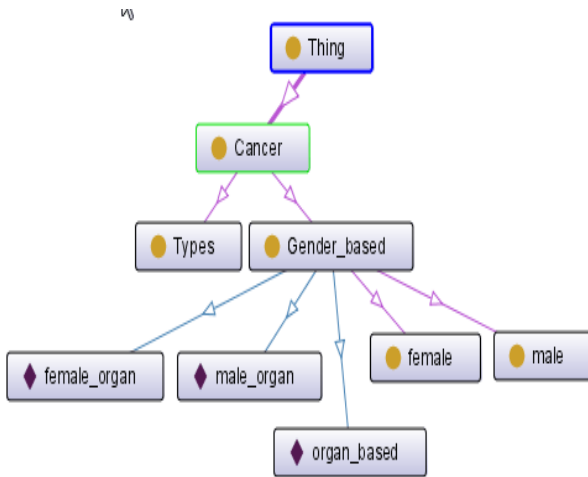 Thing
Cancer
Types
Gender_based
female_organ
male_organ
female
male
organ_based